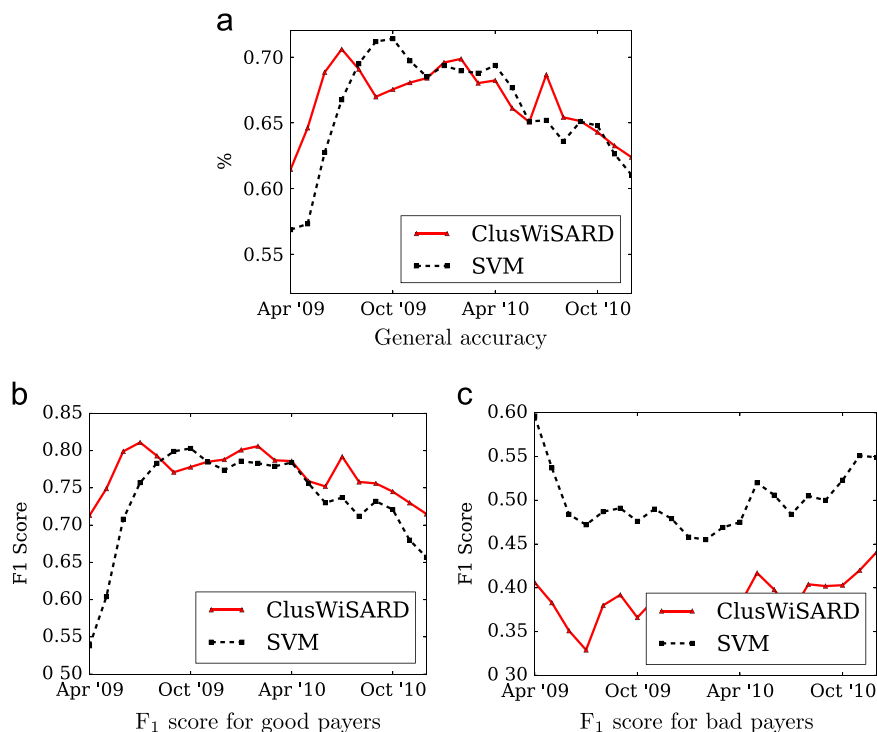 a
0.70
0.65
0.60
0.55
%
ClusWiSARD
SVM
Apr '09
Oct '09
Apr '10
Oct '10
General accuracy
b
0.85
0.80
0.75
0.70
0.65
0.60
0.55
0.50
F1 Score
ClusWiSARD
SVM
Apr '09
Oct '09
Apr '10
Oct '10
F₁ score for good payers
c
0.60
0.55
0.50
0.45
0.40
0.35
0.30
F1 Score
ClusWiSARD
SVM
Apr '09
Oct '09
Apr '10
Oct '10
F₁ score for bad payers